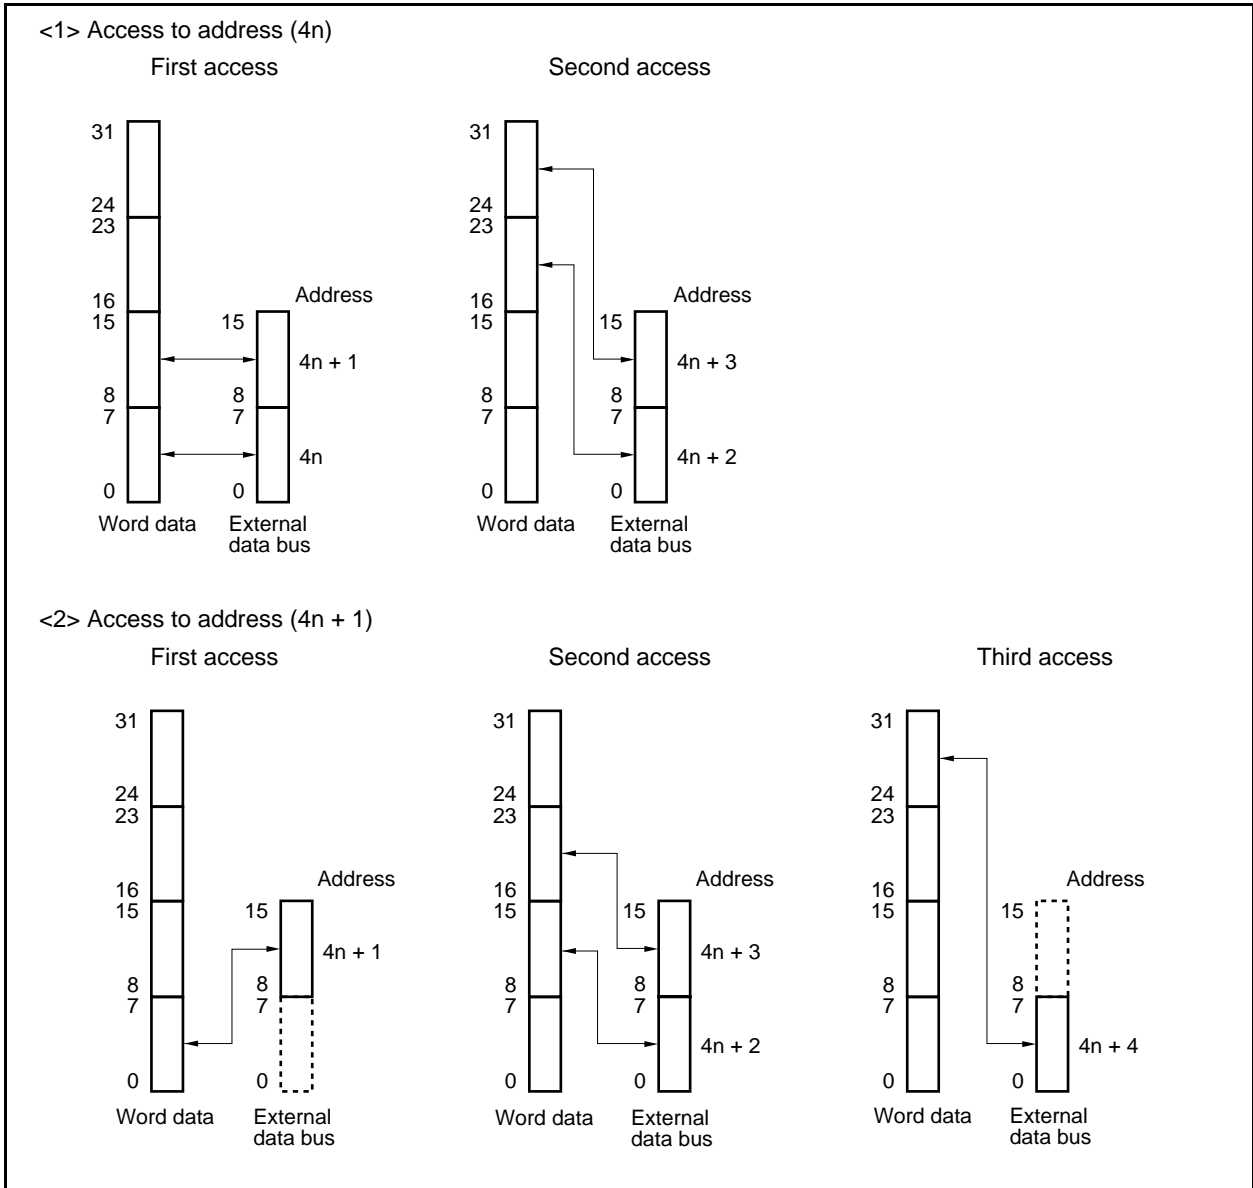 <1> Access to address (4n)
First access
Second access
31
24
23
16
15
8
7
0
Word data
15
8
7
0
Address
4n + 1
4n
External
data bus
31
24
23
16
15
8
7
0
Word data
15
8
7
0
Address
4n + 3
4n + 2
External
data bus
<2> Access to address (4n + 1)
First access
Second access
Third access
31
24
23
16
15
8
7
0
Word data
15
8
7
0
Address
4n + 1
External
data bus
31
24
23
16
15
8
7
0
Word data
15
8
7
0
Address
4n + 3
4n + 2
External
data bus
31
24
23
16
15
8
7
0
Word data
15
8
7
0
Address
4n + 4
External
data bus